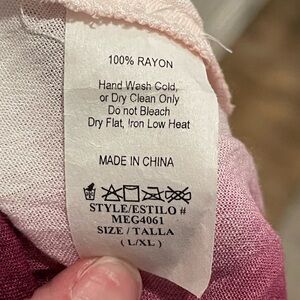 100% RAYON
Hand Wash Cold,
or Dry Clean Only
Do not Bleach
Dry Flat, Iron Low Heat
MADE IN CHINA
STYLE/ESTILO #
MEG4061
SIZE / TALLA
( L/XL )